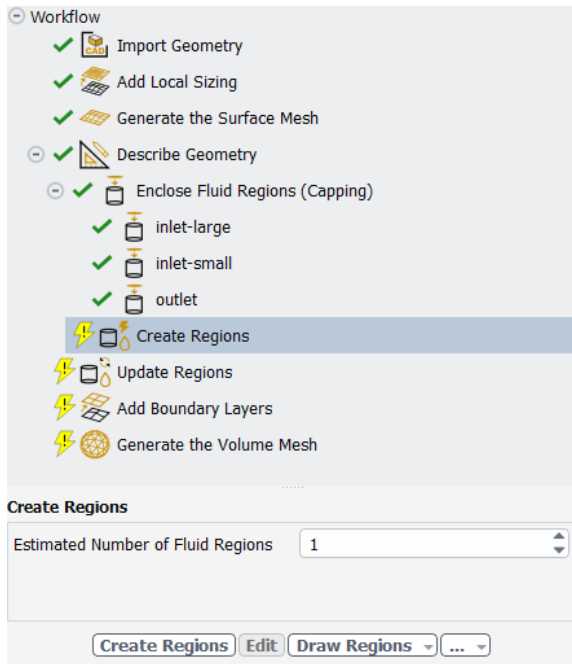 Workflow
CAD Import Geometry
Add Local Sizing
Generate the Surface Mesh
Describe Geometry
Enclose Fluid Regions (Capping)
inlet-large
inlet-small
outlet
Create Regions
Update Regions
Add Boundary Layers
Generate the Volume Mesh
Create Regions
Estimated Number of Fluid Regions 1
Create Regions Edit Draw Regions ...